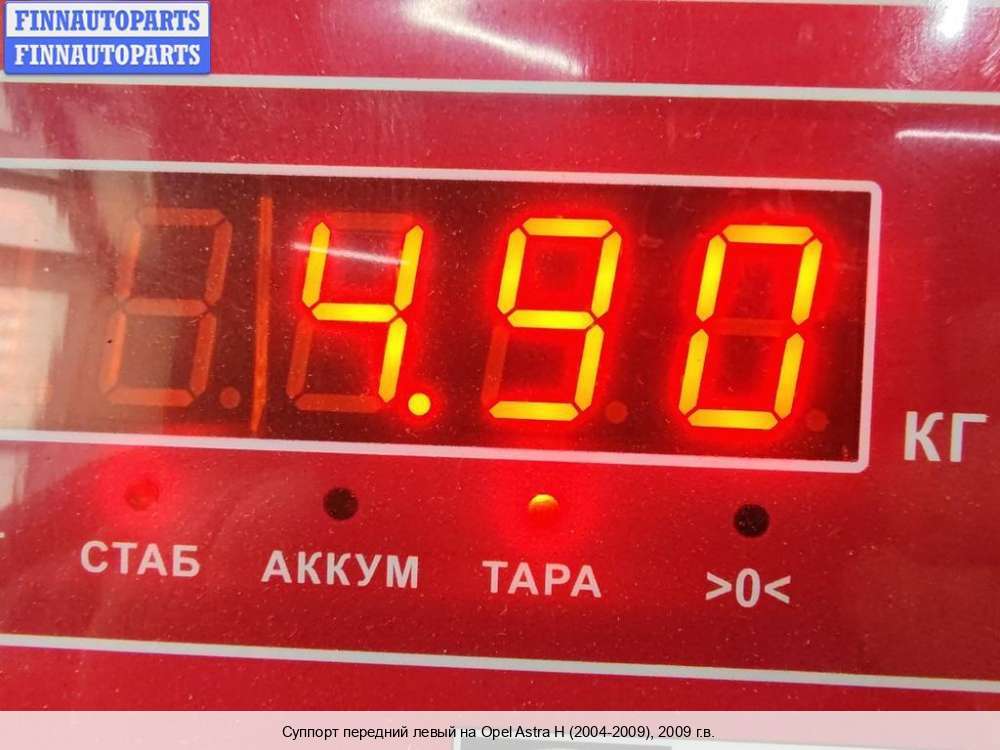 FINNAUTOPARTS
FINNAUTOPARTS
4.90
КГ
СТАБ АККУМ ТАРА >0<
Суппорт передний левый на Opel Astra H (2004-2009), 2009 г.в.